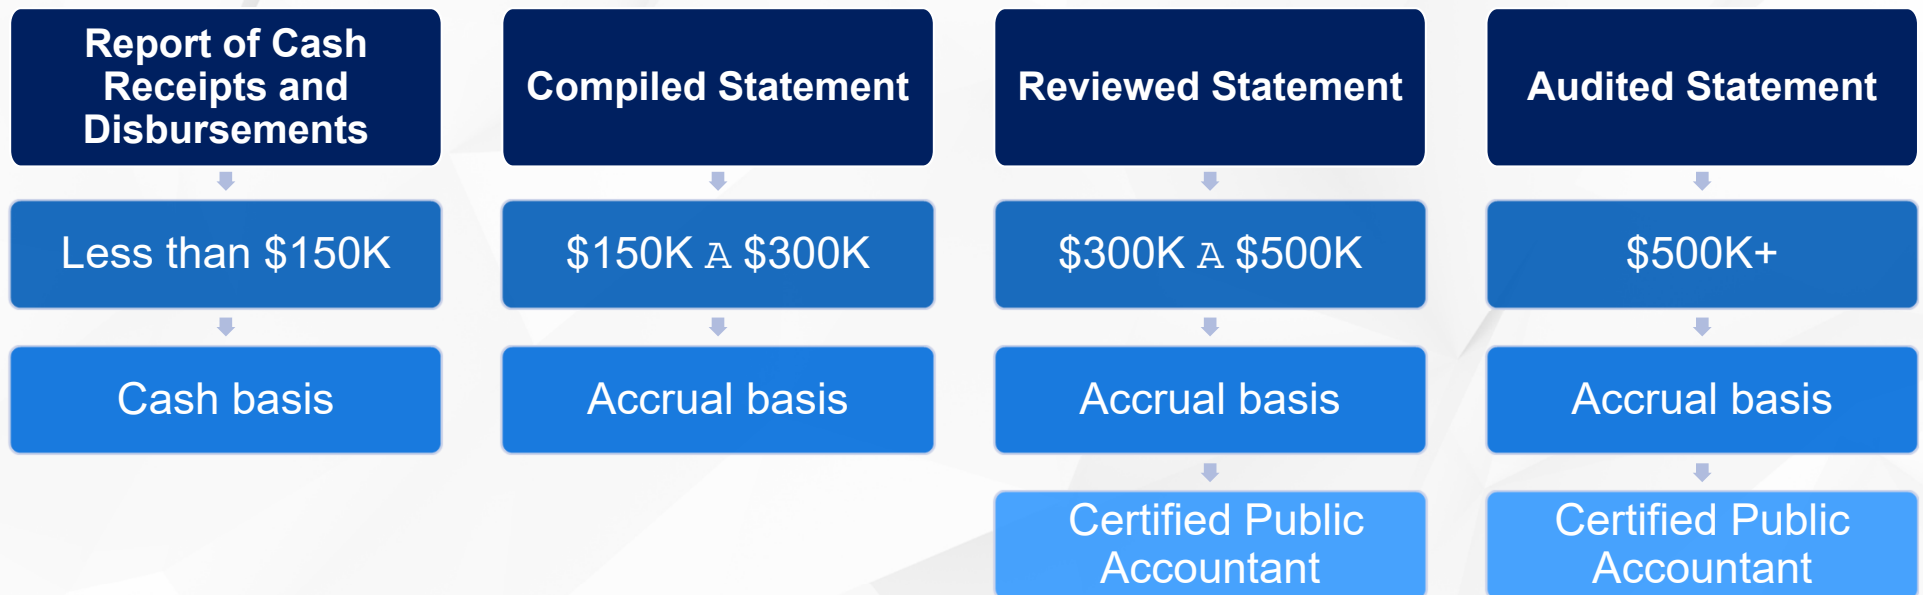 Report of Cash
Receipts and
Disbursements
Less than $150K
Cash basis
Compiled Statement
$150K A $300K
Accrual basis
Reviewed Statement
$300K A $500K
Accrual basis
Certified Public
Accountant
Audited Statement
$500K+
Accrual basis
Certified Public
Accountant